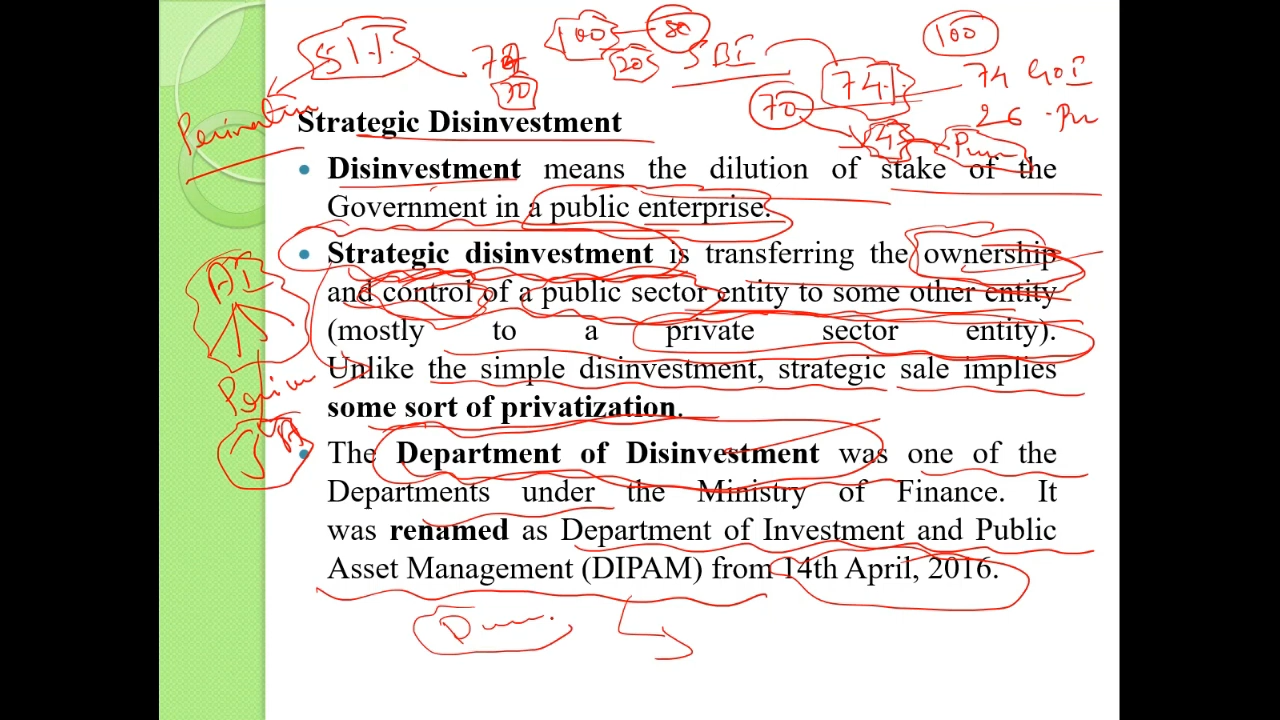 100 80 100
51% SBI 74%
20 74 GOI
70
26
Strategic Disinvestment
Disinvestment means the dilution of stake of the
Government in a public enterprise.
Strategic disinvestment is transferring the ownership
and control of a public sector entity to some other entity
(mostly to a private sector entity).
Unlike the simple disinvestment, strategic sale implies
some sort of privatization.
AI
The Department of Disinvestment was one of the
Departments under the Ministry of Finance. It
was renamed as Department of Investment and Public
Asset Management (DIPAM) from 14th April, 2016.